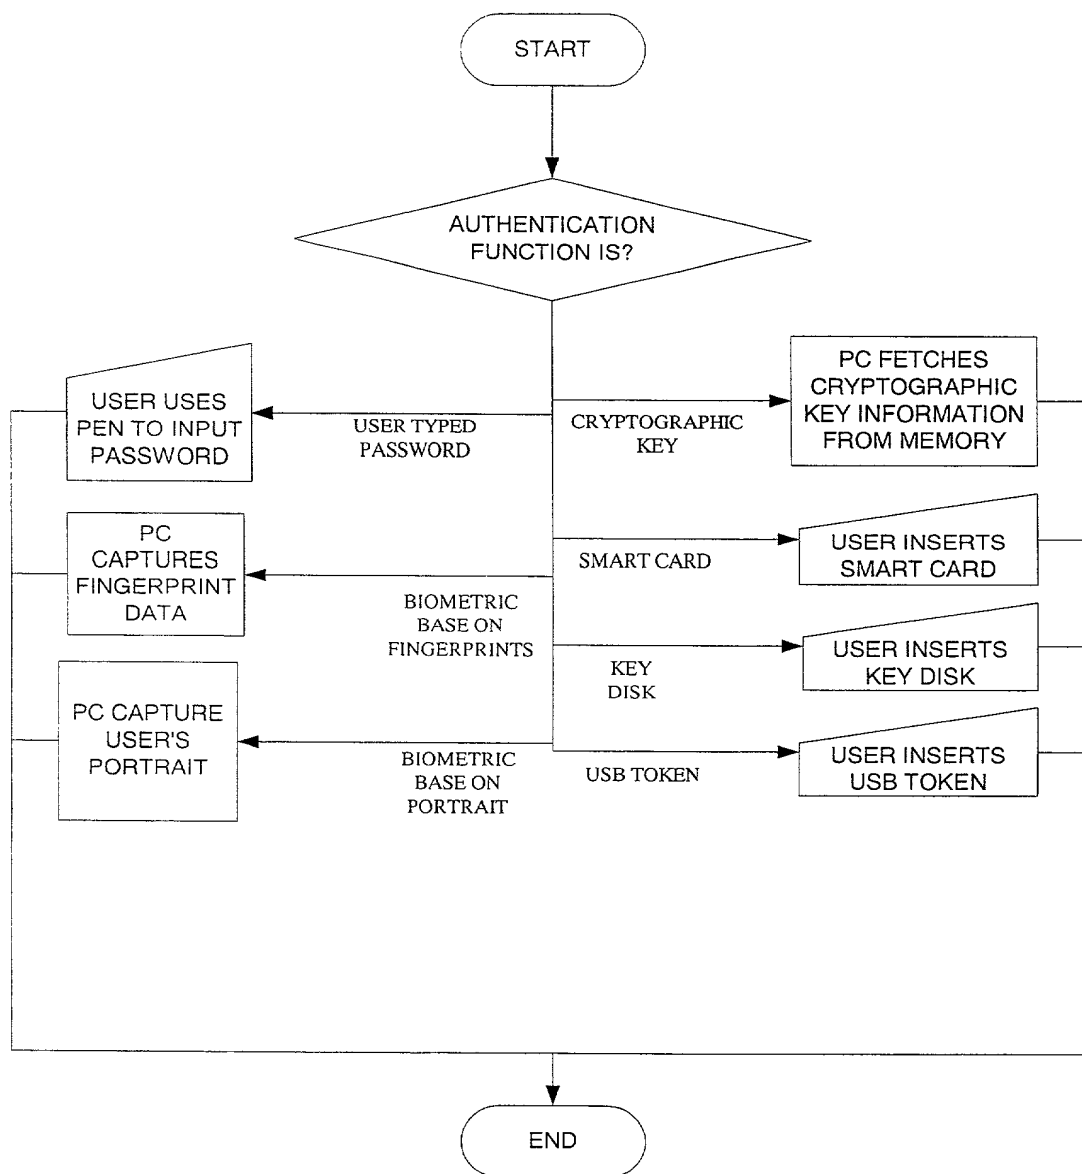 START
AUTHENTICATION
FUNCTION IS?
USER USES
PEN TO INPUT
PASSWORD
USER TYPED
PASSWORD
CRYPTOGRAPHIC
KEY
PC FETCHES
CRYPTOGRAPHIC
KEY INFORMATION
FROM MEMORY
PC
CAPTURES
FINGERPRINT
DATA
BIOMETRIC
BASE ON
FINGERPRINTS
SMART CARD
USER INSERTS
SMART CARD
KEY
DISK
USER INSERTS
KEY DISK
PC CAPTURE
USER'S
PORTRAIT
BIOMETRIC
BASE ON
PORTRAIT
USB TOKEN
USER INSERTS
USB TOKEN
END